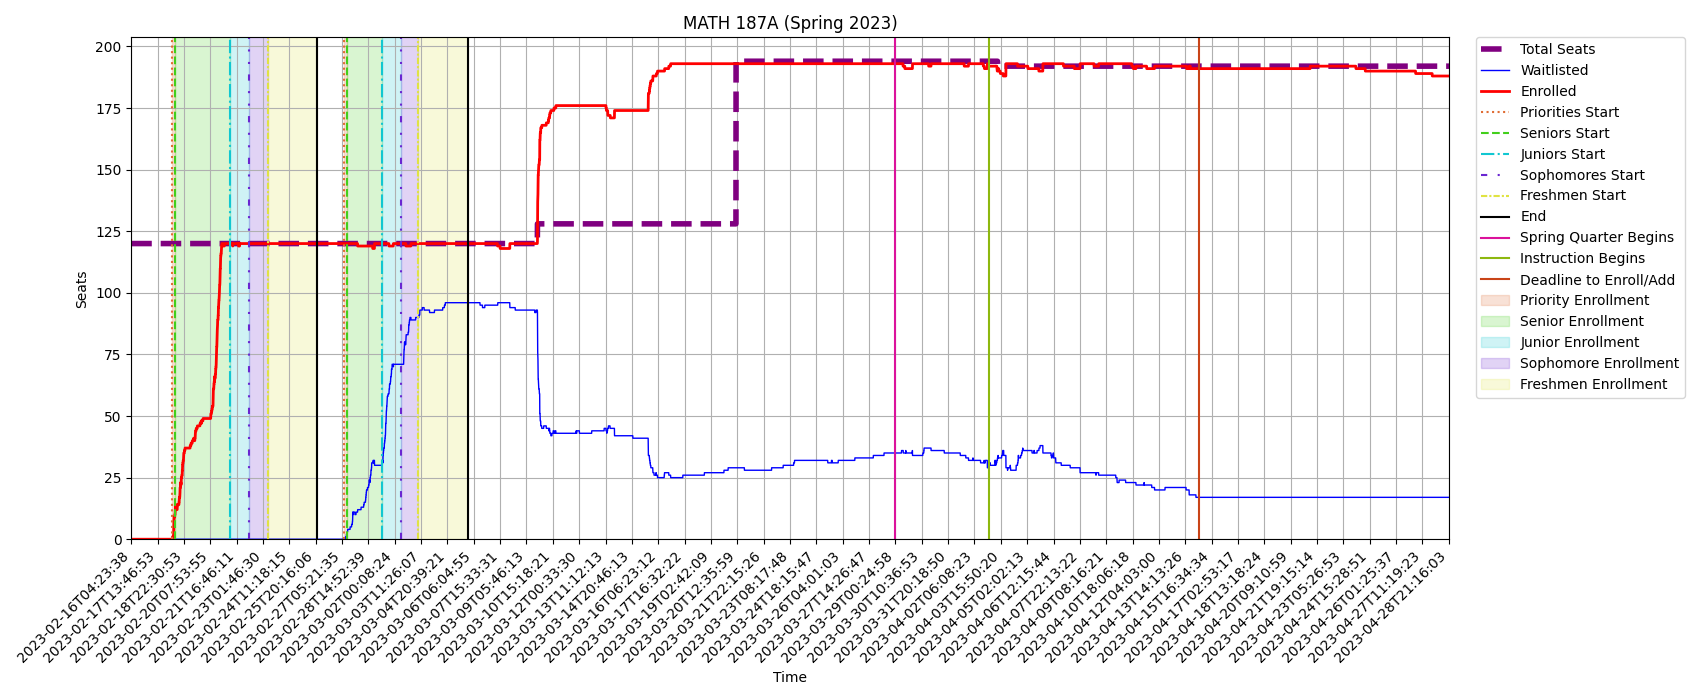 MATH 187A (Spring 2023)
Seats
200
175
150
125
100
75
50
25
0
2023-02-16T04:23:38
2023-02-17T13:46:53
2023-02-18T22:30:53
2023-02-20T07:53:55
2023-02-21T16:46:11
2023-02-23T01:46:30
2023-02-24T11:18:15
2023-02-25T20:16:06
2023-02-27T05:21:35
2023-02-28T14:52:39
2023-03-02T00:08:24
2023-03-03T11:26:07
2023-03-04T20:39:21
2023-03-06T06:04:55
2023-03-07T15:33:31
2023-03-09T05:46:13
2023-03-10T15:18:21
2023-03-12T00:33:30
2023-03-13T11:12:13
2023-03-14T20:46:13
2023-03-16T06:23:12
2023-03-17T16:32:22
2023-03-19T02:42:09
2023-03-20T12:35:59
2023-03-21T22:15:26
2023-03-23T08:17:48
2023-03-24T18:15:47
2023-03-26T04:01:03
2023-03-27T14:26:47
2023-03-29T00:24:58
2023-03-30T10:36:53
2023-03-31T20:18:50
2023-04-02T06:08:23
2023-04-03T15:50:20
2023-04-05T02:02:13
2023-04-06T12:15:44
2023-04-07T22:13:22
2023-04-09T08:16:21
2023-04-10T18:06:18
2023-04-12T04:03:00
2023-04-13T14:13:26
2023-04-15T16:34:34
2023-04-17T02:53:17
2023-04-18T13:18:24
2023-04-20T09:10:59
2023-04-21T19:15:14
2023-04-23T05:26:53
2023-04-24T15:28:51
2023-04-26T01:25:37
2023-04-27T11:19:23
2023-04-28T21:16:03
Time
Total Seats
Waitlisted
Enrolled
Priorities Start
Seniors Start
Juniors Start
Sophomores Start
Freshmen Start
End
Spring Quarter Begins
Instruction Begins
Deadline to Enroll/Add
Priority Enrollment
Senior Enrollment
Junior Enrollment
Sophomore Enrollment
Freshmen Enrollment